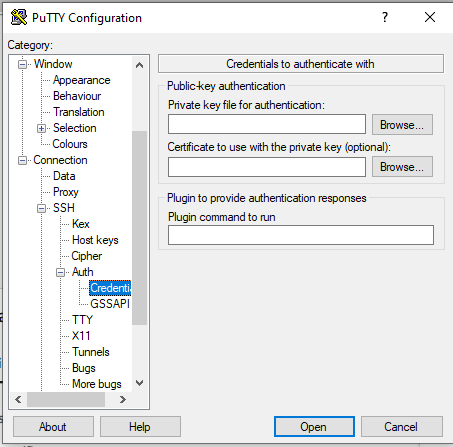 PuTTY Configuration
?
Category:
Window
Appearance
Behaviour
Translation
Selection
Colours
Connection
Data
Proxy
SSH
Kex
Host keys
Cipher
Auth
Credentia
GSSAPI
TTY
X11
Tunnels
Bugs
More bugs
Credentials to authenticate with
Public-key authentication
Private key file for authentication:
Browse...
Certificate to use with the private key (optional):
Browse...
Plugin to provide authentication responses
Plugin command to run
About
Help
Open
Cancel